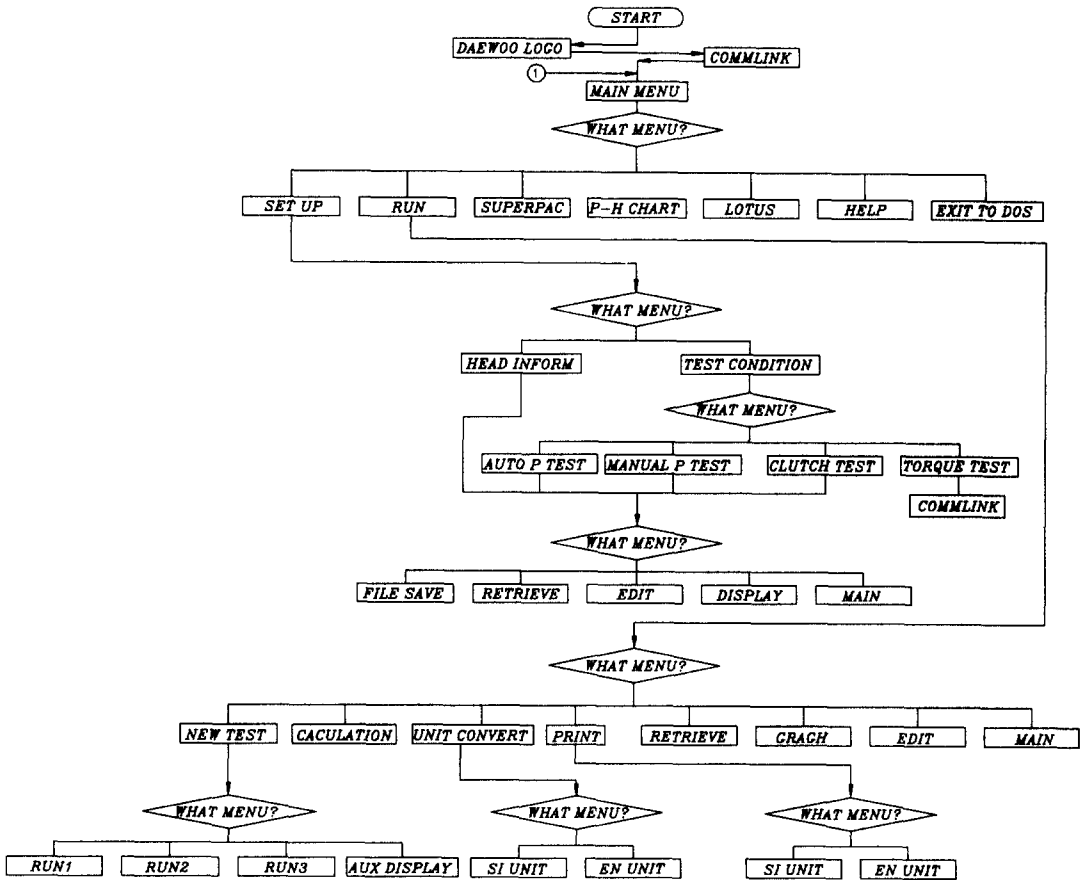 START
DAEWOO LOGO
COMMLINK
1
MAIN MENU
WHAT MENU?
SET UP
RUN
SUPERPAC
P-H CHART
LOTUS
HELP
EXIT TO DOS
WHAT MENU?
HEAD INFORM
TEST CONDITION
WHAT MENU?
AUTO P TEST
MANUAL P TEST
CLUTCH TEST
TORQUE TEST
COMMLINK
WHAT MENU?
FILE SAVE
RETRIEVE
EDIT
DISPLAY
MAIN
WHAT MENU?
NEW TEST
CACULATION
UNIT CONVERT
PRINT
RETRIEVE
GRAGH
EDIT
MAIN
WHAT MENU?
WHAT MENU?
WHAT MENU?
RUN1
RUN2
RUN3
AUX DISPLAY
SI UNIT
EN UNIT
SI UNIT
EN UNIT